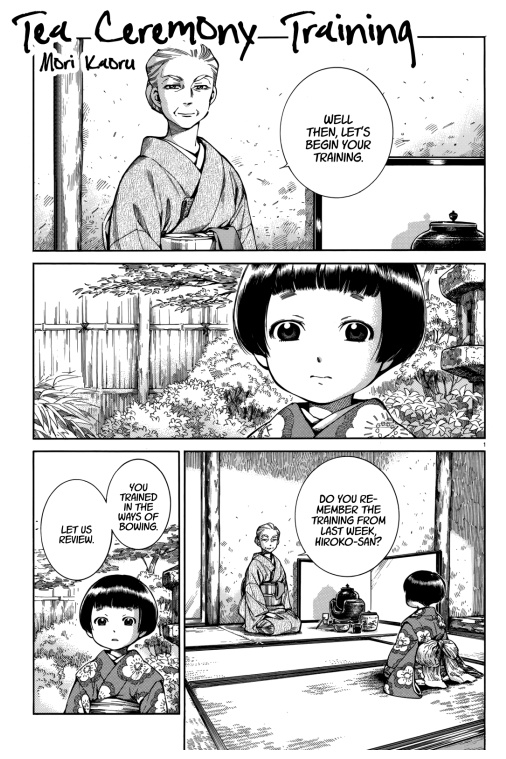 Tea Ceremony Training
Mori Kaoru
WELL
THEN, LET'S
BEGIN YOUR
TRAINING.
1
DO YOU RE-
MEMBER THE
TRAINING FROM
LAST WEEK,
HIROKO-SAN?
YOU
TRAINED
IN THE
WAYS OF
BOWING.
LET US
REVIEW.